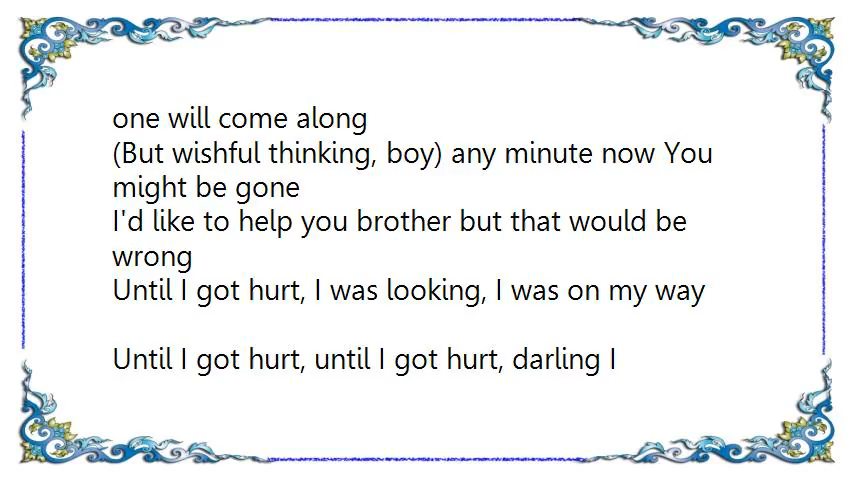 one will come along
(But wishful thinking, boy) any minute now You
might be gone
I'd like to help you brother but that would be
wrong
Until I got hurt, I was looking, I was on my way
Until I got hurt, until I got hurt, darling I